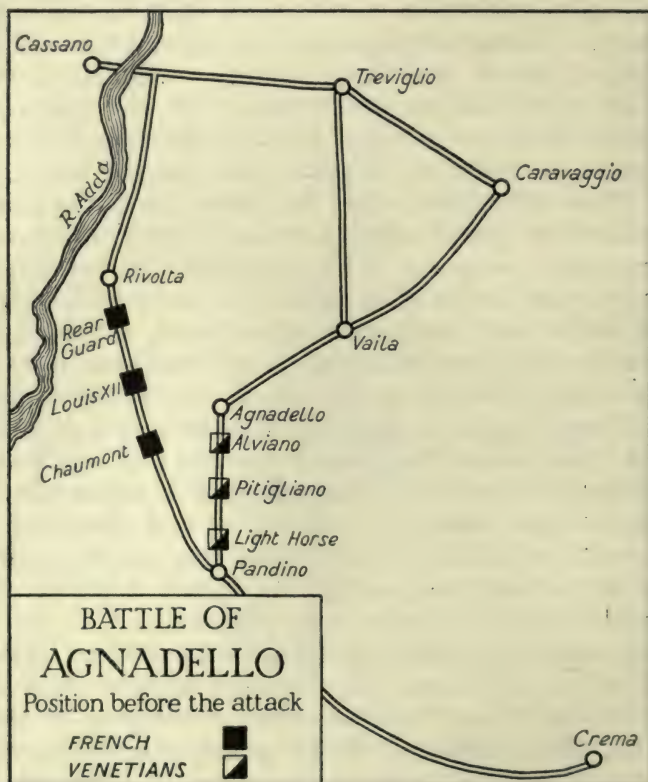 Cassano
Treviglio
Caravaggio
R. Adda
Rivolta
Rear
Guard
Vaila
Louis XII
Agnadello
Alviano
Chaumont
Pitigliano
Light Horse
Pandino
BATTLE OF
AGNADELLO
Position before the attack
FRENCH
VENETIANS
Crema